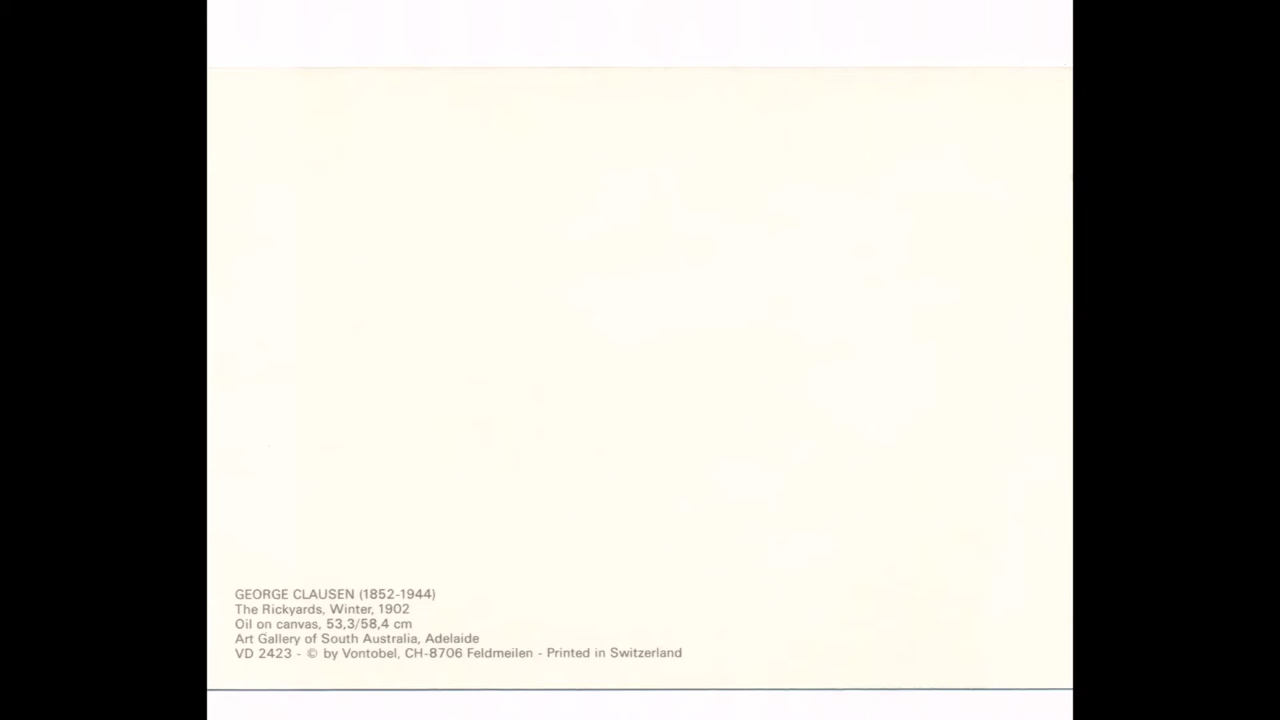 GEORGE CLAUSEN (1852-1944)
The Rickyards, Winter, 1902
Oil on canvas, 53,3/58,4 cm
Art Gallery of South Australia, Adelaide
VD 2423 - © by Vontobel, CH-8706 Feldmeilen - Printed in Switzerland